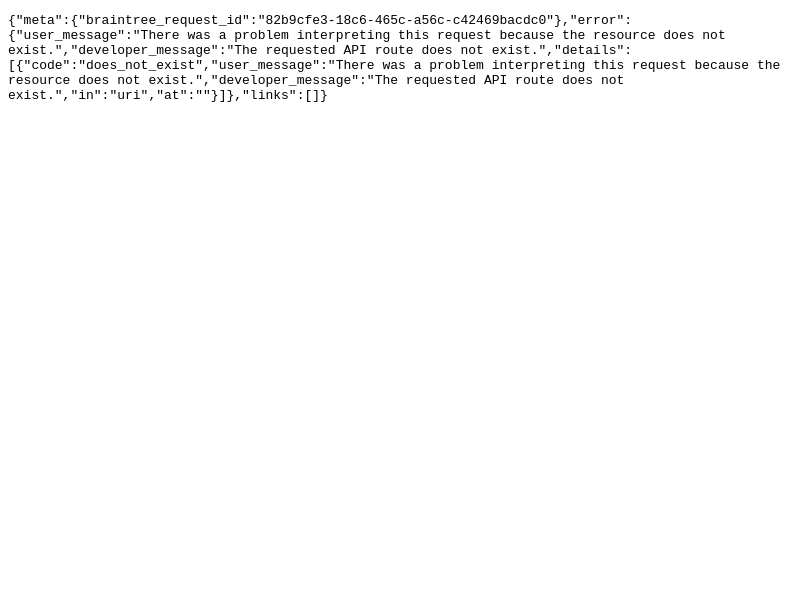 {"meta":{"braintree_request_id":"82b9cfe3-18c6-465c-a56c-c42469bacdc0"},"error":
{"user_message":"There was a problem interpreting this request because the resource does not
exist.","developer_message":"The requested API route does not exist.","details":
[{"code":"does_not_exist","user_message":"There was a problem interpreting this request because the
resource does not exist.","developer_message":"The requested API route does not
exist.","in":"uri","at":""}]},"links":[]}